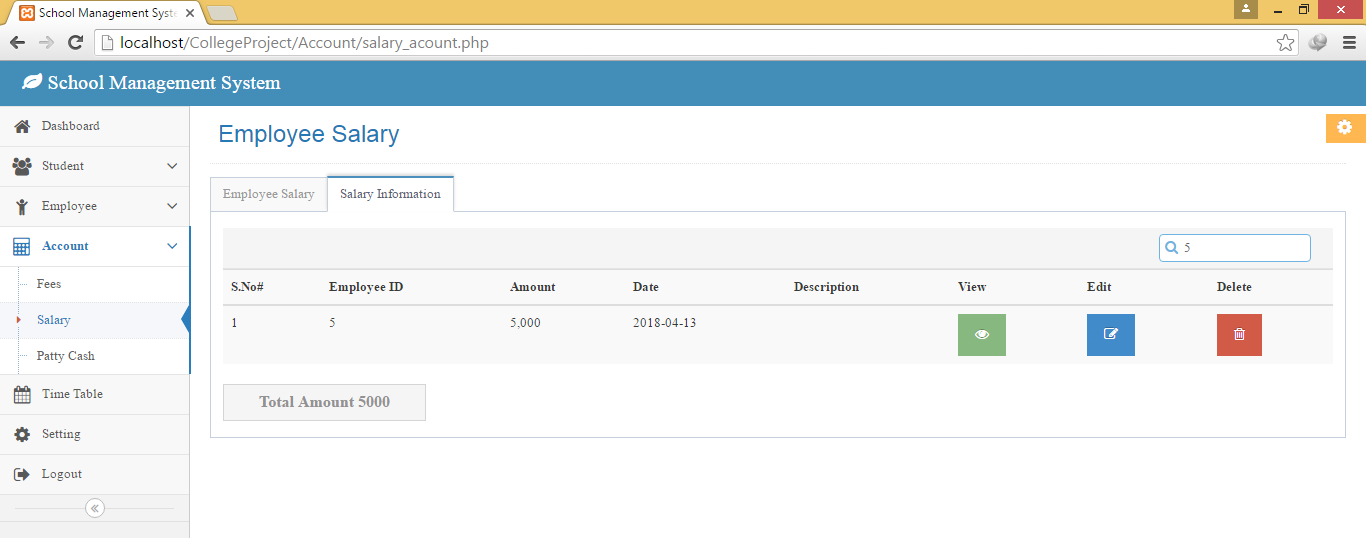 School Management Syst
localhost/CollegeProject/Account/salary_acount.php
School Management System
Dashboard
Student
Employee
Account
Fees
Salary
Patty Cash
Time Table
Setting
Logout
Employee Salary
Employee Salary Salary Information
5
S.No# Employee ID Amount Date Description View Edit Delete
1 5 5,000 2018-04-13
Total Amount 5000